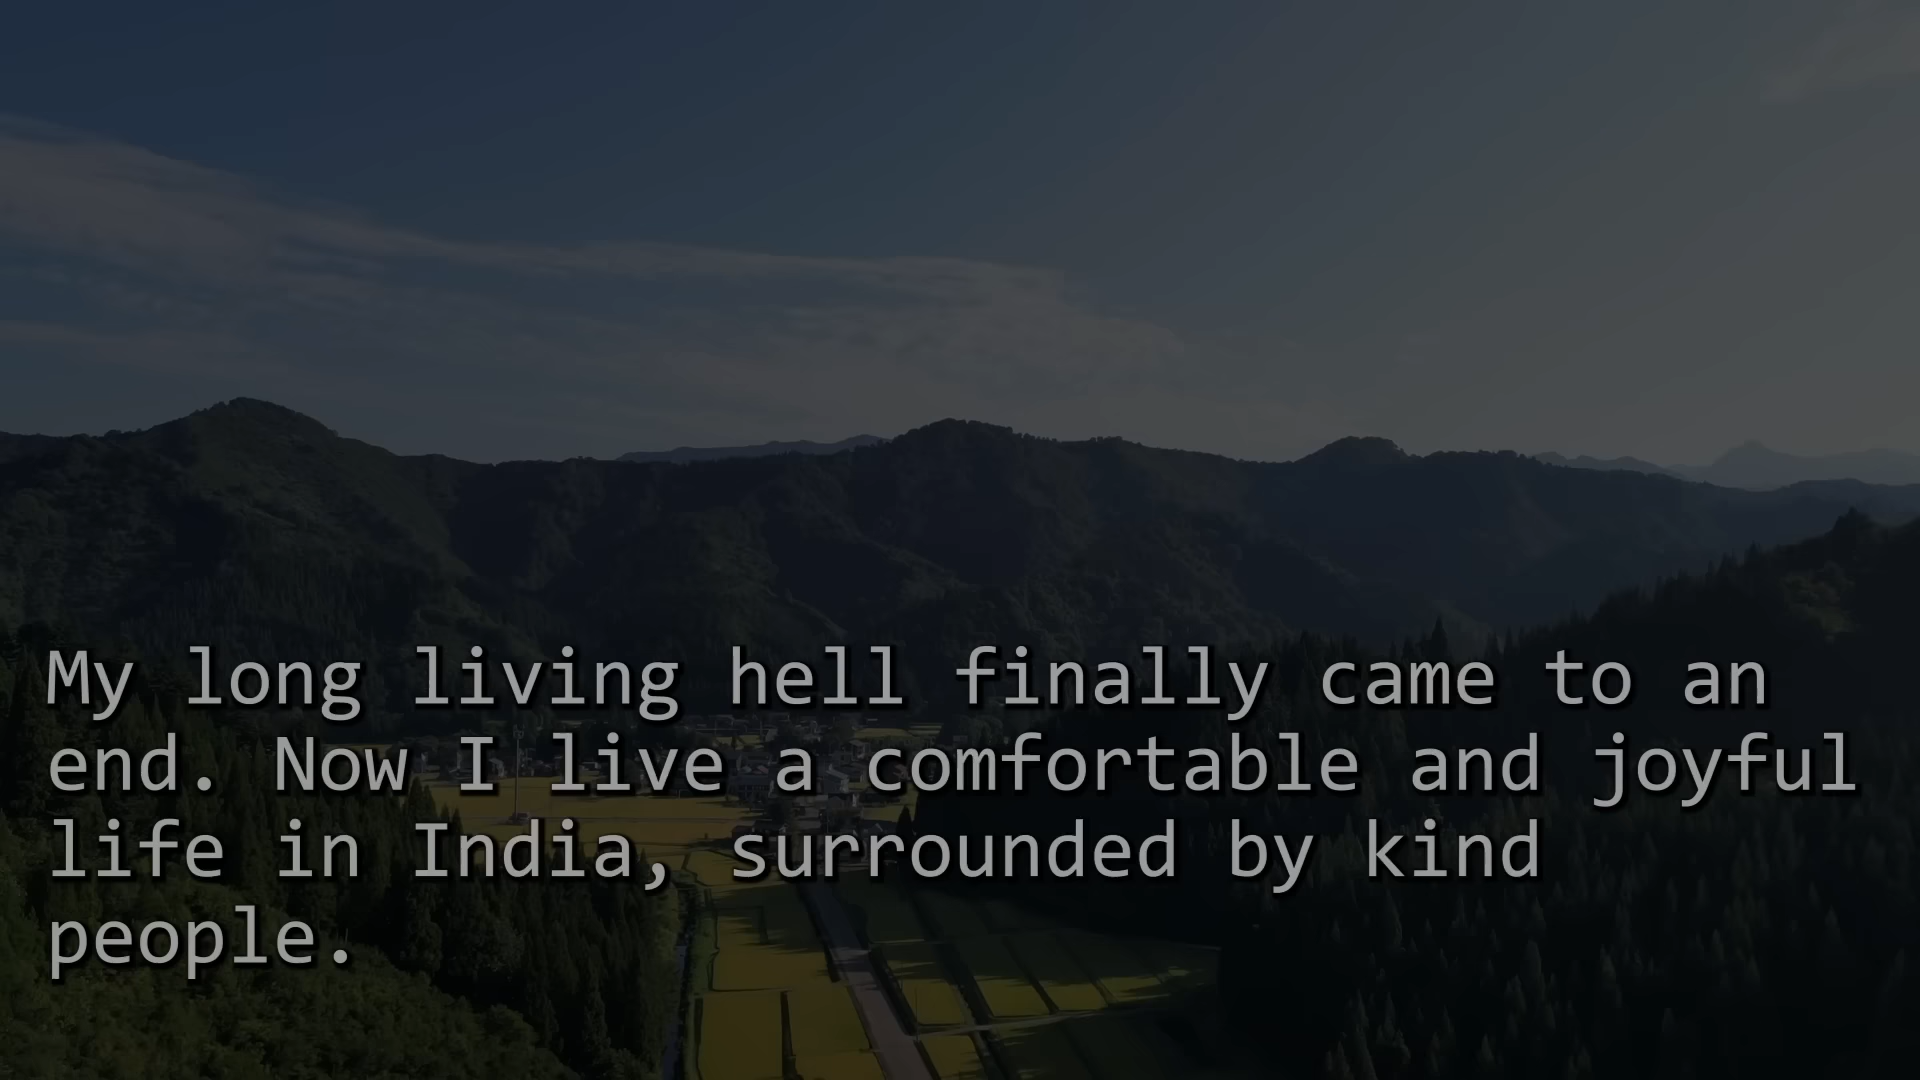 My long living hell finally came to an
end. Now I live a comfortable and joyful
life in India, surrounded by kind
people.